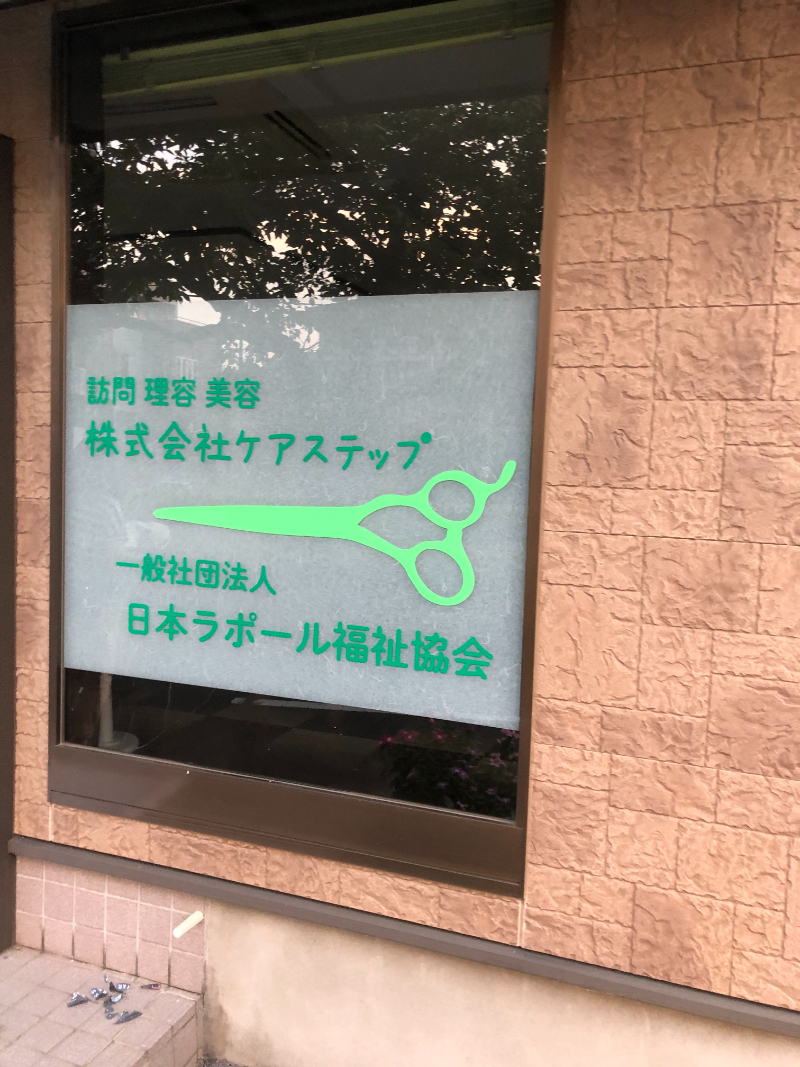 訪問 理容 美容
株式会社ケアステップ
一般社団法人
日本ラポール福祉協会